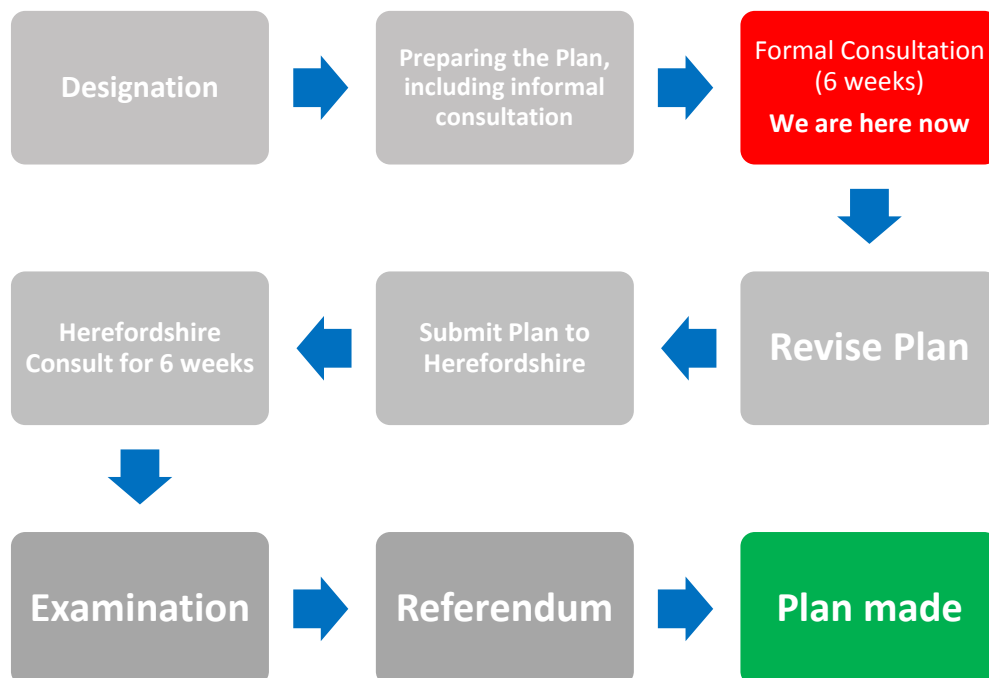 Designation
Preparing the Plan,
including informal
consultation
Formal Consultation
(6 weeks)
We are here now
Revise Plan
Submit Plan to
Herefordshire
Herefordshire
Consult for 6 weeks
Examination
Referendum
Plan made